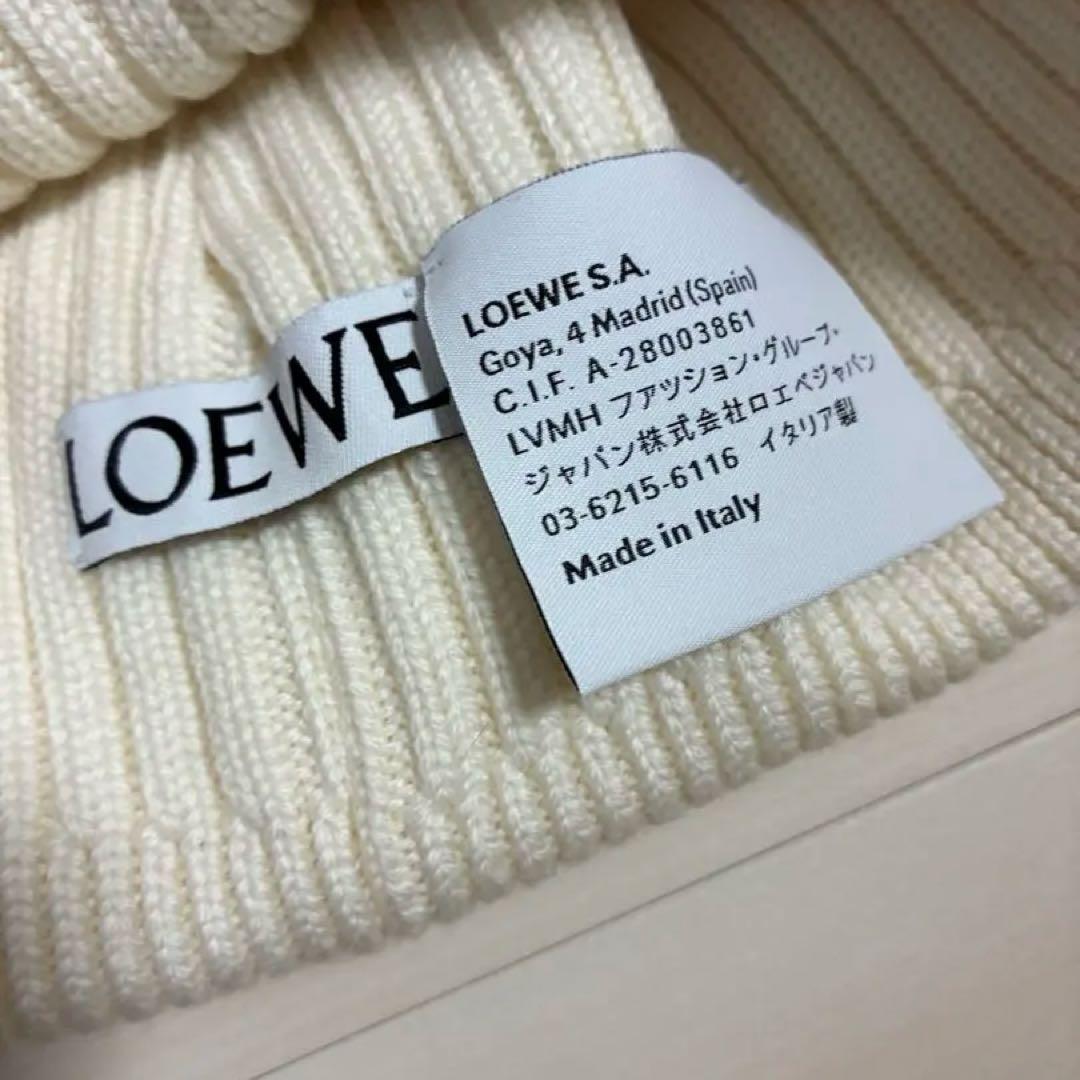 LOEWE
LOEWE S.A.
Goya, 4 Madrid (Spain)
C.I.F. A-28003861
LVMH ファッション・グループ・
ジャパン株式会社ロエベジャパン
03-6215-6116 イタリア製
Made in Italy